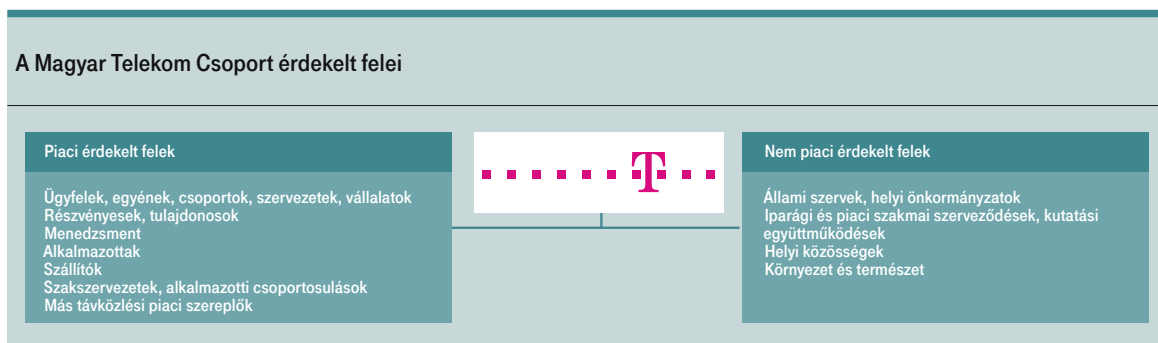 A Magyar Telekom Csoport érdekelt felei
Piaci érdekelt felek
Ügyfelek, egyének, csoportok, szervezetek, vállalatok
Részvényesek, tulajdonosok
Menedzsment
Alkalmazottak
Szállítók
Szakszervezetek, alkalmazotti csoportosulások
Más távközlési piaci szereplők
T
Nem piaci érdekelt felek
Állami szervek, helyi önkormányzatok
Iparági és piaci szakmai szerveződések, kutatási
együttműködések
Helyi közösségek
Környezet és természet